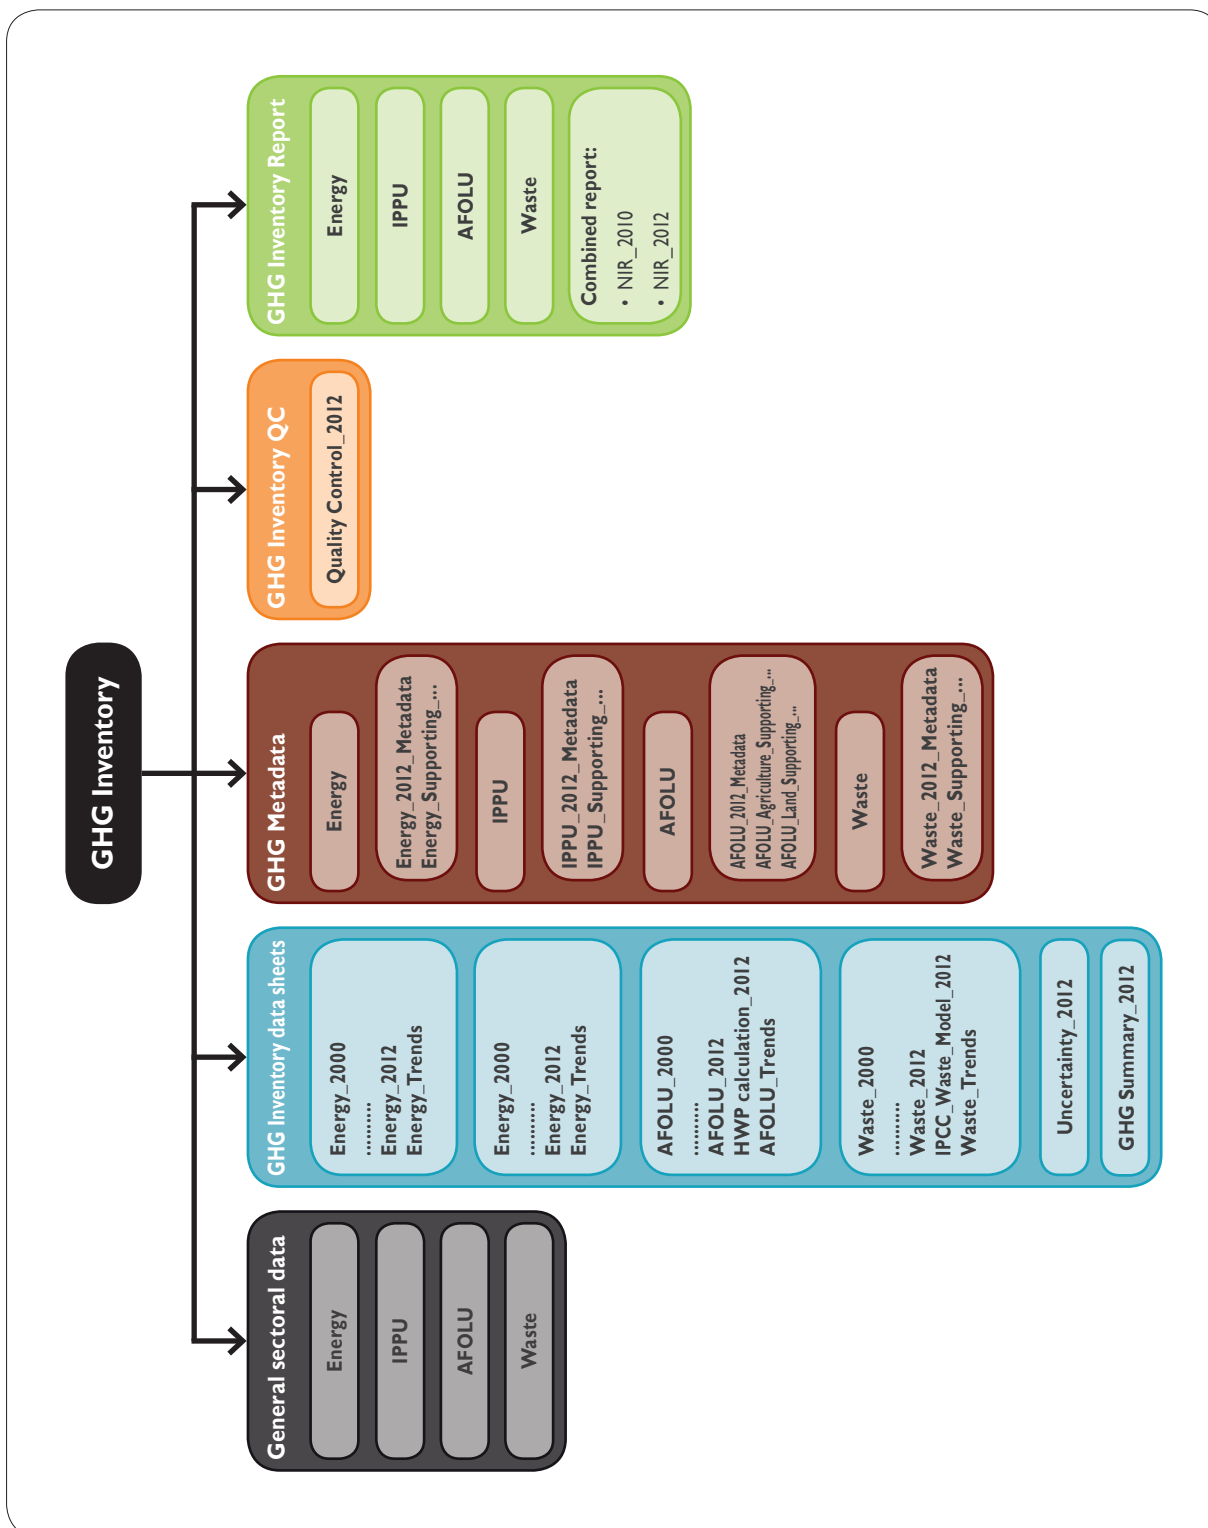 GHG Inventory
General sectoral data
Energy
IPPU
AFOLU
Waste
GHG Inventory data sheets
Energy_2000
..........
Energy_2012
Energy_Trends
Energy_2000
..........
Energy_2012
Energy_Trends
AFOLU_2000
..........
AFOLU_2012
HWP calculation_2012
AFOLU_Trends
Waste_2000
..........
Waste_2012
IPCC_Waste_Model_2012
Waste_Trends
Uncertainty_2012
GHG Summary_2012
GHG Metadata
Energy
Energy_2012_Metadata
Energy_Supporting_...
IPPU
IPPU_2012_Metadata
IPPU_Supporting_...
AFOLU
AFOLU_2012_Metadata
AFOLU_Agriculture_Supporting_...
AFOLU_Land_Supporting_...
Waste
Waste_2012_Metadata
Waste_Supporting_...
GHG Inventory QC
Quality Control_2012
GHG Inventory Report
Energy
IPPU
AFOLU
Waste
Combined report:
• NIR_2010
• NIR_2012